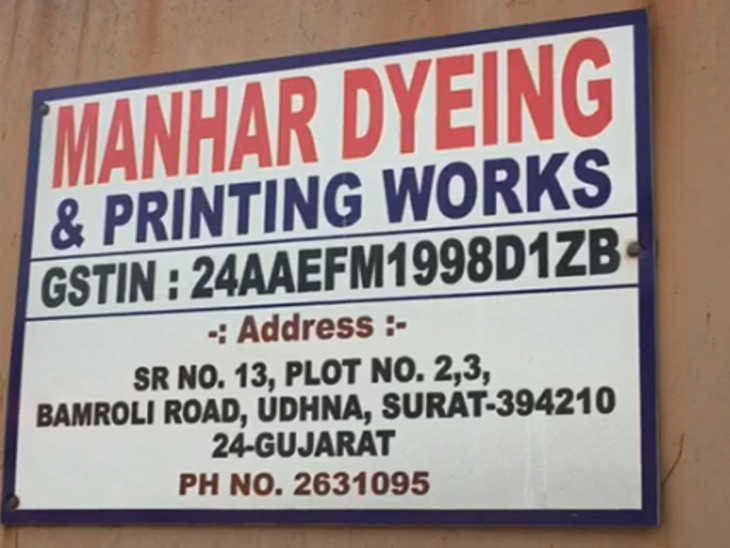 MANHAR DYEING
& PRINTING WORKS
GSTIN : 24AAEFM1998D1ZB
-: Address :-
SR NO. 13, PLOT NO. 2,3,
BAMROLI ROAD, UDHNA, SURAT-394210
24-GUJARAT
PH NO. 2631095